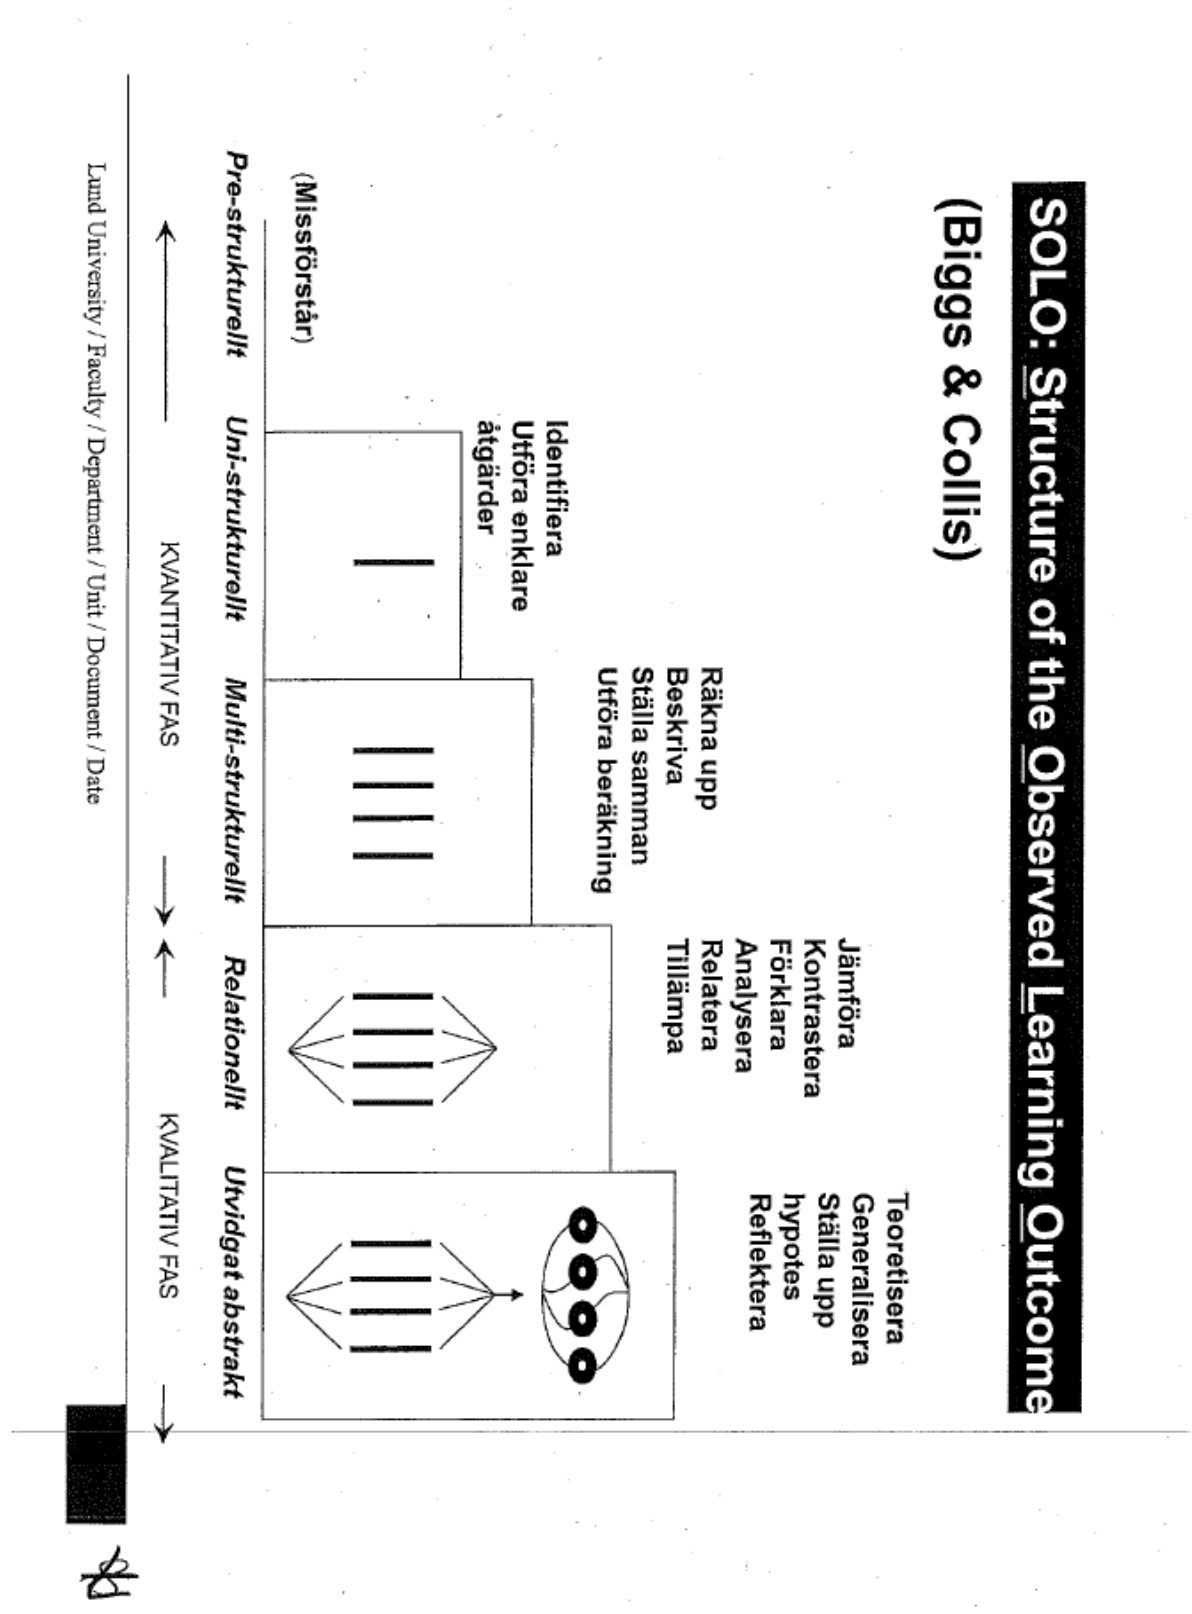 SOLO: Structure of the Observed Learning Outcome
(Biggs & Collis)
Teoretisera
Generalisera
Ställa upp
hypotes
Reflektera
Jämföra
Kontrastera
Förklara
Analysera
Relatera
Tillämpa
Räkna upp
Beskriva
Ställa samman
Utföra beräkning
Identifiera
Utföra enklare
åtgärder
(Missförstår)
Pre-strukturellt
Uni-strukturellt
Multi-strukturellt
Relationellt
Utvidgat abstrakt
KVANTITATIV FAS
KVALITATIV FAS
Lund University / Faculty / Department / Unit / Document / Date